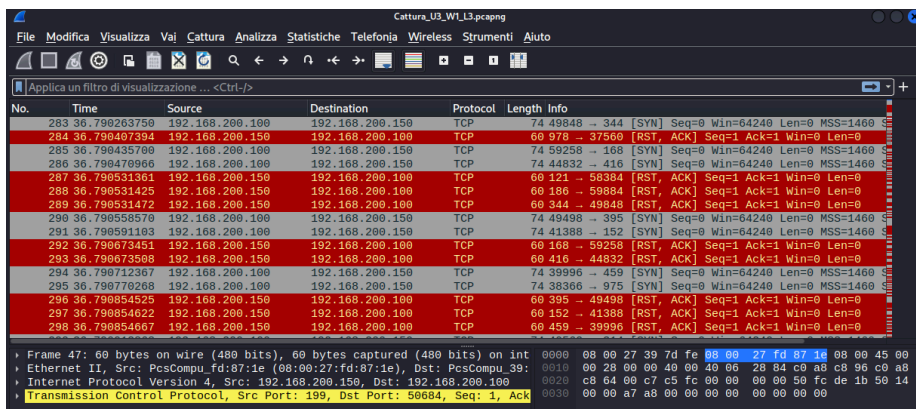 Cattura_U3_W1_L3.pcapng
File Modifica Visualizza Vai Cattura Analizza Statistiche Telefonia Wireless Strumenti Aiuto
Applica un filtro di visualizzazione ... <Ctrl-/>
No. Time Source Destination Protocol Length Info
283 36.790263750 192.168.200.100 192.168.200.150 TCP 74 49848 → 344 [SYN] Seq=0 Win=64240 Len=0 MSS=1460 S
284 36.790407394 192.168.200.150 192.168.200.100 TCP 60 978 → 37560 [RST, ACK] Seq=1 Ack=1 Win=0 Len=0
285 36.790435700 192.168.200.100 192.168.200.150 TCP 74 59258 → 168 [SYN] Seq=0 Win=64240 Len=0 MSS=1460 S
286 36.790470966 192.168.200.100 192.168.200.150 TCP 74 44832 → 416 [SYN] Seq=0 Win=64240 Len=0 MSS=1460 S
287 36.790531361 192.168.200.150 192.168.200.100 TCP 60 121 → 58384 [RST, ACK] Seq=1 Ack=1 Win=0 Len=0
288 36.790531425 192.168.200.150 192.168.200.100 TCP 60 186 → 59884 [RST, ACK] Seq=1 Ack=1 Win=0 Len=0
289 36.790531472 192.168.200.150 192.168.200.100 TCP 60 344 → 49848 [RST, ACK] Seq=1 Ack=1 Win=0 Len=0
290 36.790558570 192.168.200.100 192.168.200.150 TCP 74 49498 → 395 [SYN] Seq=0 Win=64240 Len=0 MSS=1460 S
291 36.790591103 192.168.200.100 192.168.200.150 TCP 74 41388 → 152 [SYN] Seq=0 Win=64240 Len=0 MSS=1460 S
292 36.790673451 192.168.200.150 192.168.200.100 TCP 60 168 → 59258 [RST, ACK] Seq=1 Ack=1 Win=0 Len=0
293 36.790673508 192.168.200.150 192.168.200.100 TCP 60 416 → 44832 [RST, ACK] Seq=1 Ack=1 Win=0 Len=0
294 36.790712367 192.168.200.100 192.168.200.150 TCP 74 39996 → 459 [SYN] Seq=0 Win=64240 Len=0 MSS=1460 S
295 36.790770268 192.168.200.100 192.168.200.150 TCP 74 38366 → 975 [SYN] Seq=0 Win=64240 Len=0 MSS=1460 S
296 36.790854525 192.168.200.150 192.168.200.100 TCP 60 395 → 49498 [RST, ACK] Seq=1 Ack=1 Win=0 Len=0
297 36.790854622 192.168.200.150 192.168.200.100 TCP 60 152 → 41388 [RST, ACK] Seq=1 Ack=1 Win=0 Len=0
298 36.790854667 192.168.200.150 192.168.200.100 TCP 60 459 → 39996 [RST, ACK] Seq=1 Ack=1 Win=0 Len=0
Frame 47: 60 bytes on wire (480 bits), 60 bytes captured (480 bits) on int 0000 08 00 27 39 7d fe 08 00 27 fd 87 1e 08 00 45 00
Ethernet II, Src: PcsCompu_fd:87:1e (08:00:27:fd:87:1e), Dst: PcsCompu_39: 0010 00 28 00 00 40 00 40 06 28 84 c0 a8 c8 96 c0 a8
Internet Protocol Version 4, Src: 192.168.200.150, Dst: 192.168.200.100 0020 c8 64 00 c7 c5 fc 00 00 00 00 50 fc de 1b 50 14
Transmission Control Protocol, Src Port: 199, Dst Port: 50684, Seq: 1, Ack 0030 00 00 a7 a8 00 00 00 00 00 00 00 00